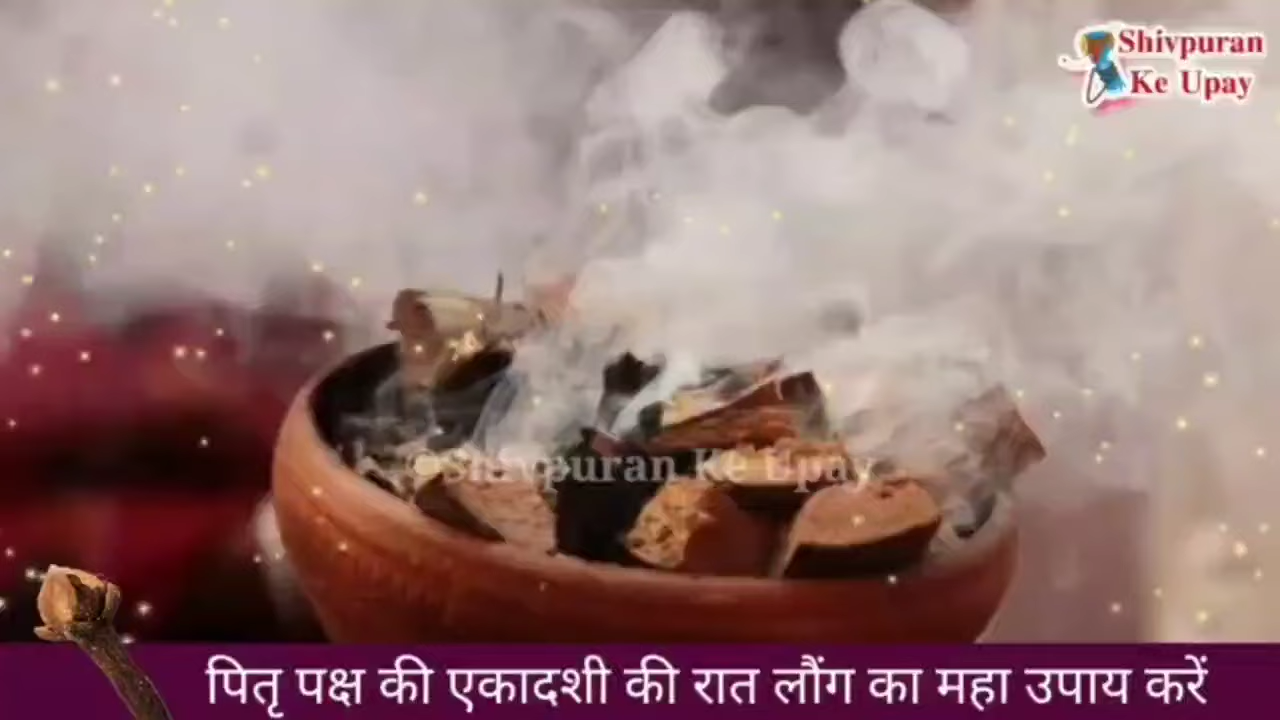 Shivpuran
Ke Upay
©Shivpuran Ke Upay
पितृ पक्ष की एकादशी की रात लौंग का महा उपाय करें